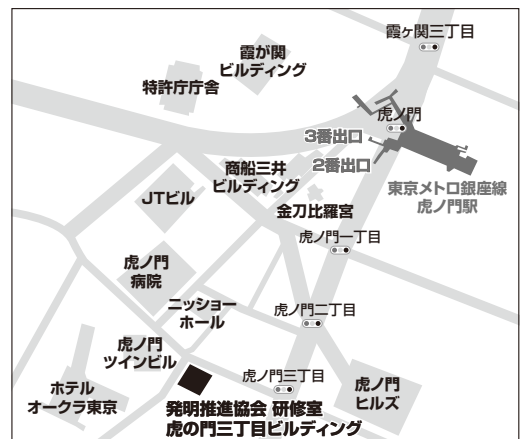 霞ヶ関三丁目
霞が関
ビルディング
特許庁庁舎
虎ノ門
3番出口
2番出口
商船三井
ビルディング
東京メトロ銀座線
虎ノ門駅
JTビル
金刀比羅宮
虎ノ門一丁目
虎ノ門
病院
ニッショー
ホール
虎ノ門二丁目
虎ノ門
ツインビル
虎ノ門三丁目
虎ノ門
ヒルズ
ホテル
オークラ東京
発明推進協会 研修室
虎の門三丁目ビルディング